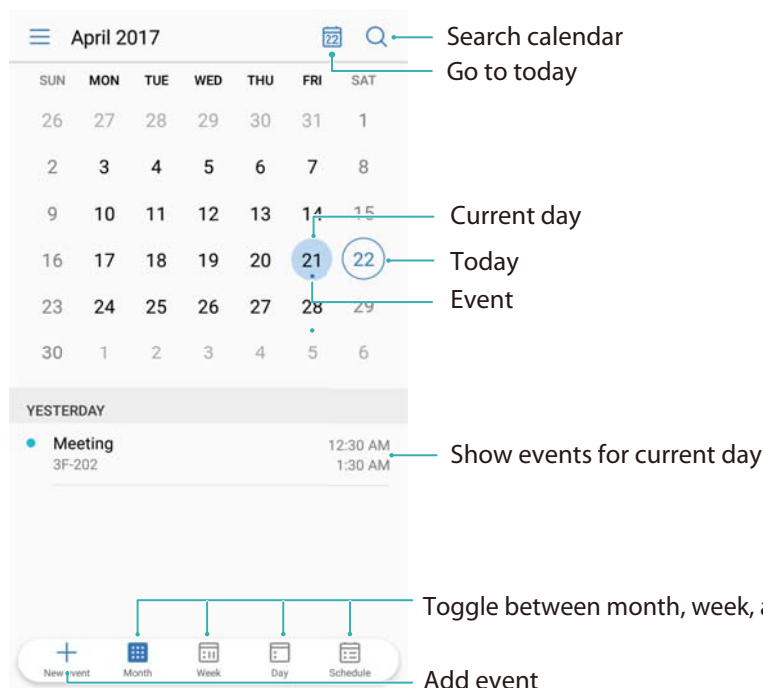 April 2017 22 Search calendar
Go to today
SUN MON TUE WED THU FRI SAT
26 27 28 29 30 31 1
2 3 4 5 6 7 8
9 10 11 12 13 14 15
Current day
16 17 18 19 20 21 22 Today
Event
23 24 25 26 27 28 29
30 1 2 3 4 5 6
YESTERDAY
Meeting 12:30 AM
3F-202 1:30 AM
Show events for current day
Toggle between month, week, a
New event Month Week Day Schedule
Add event